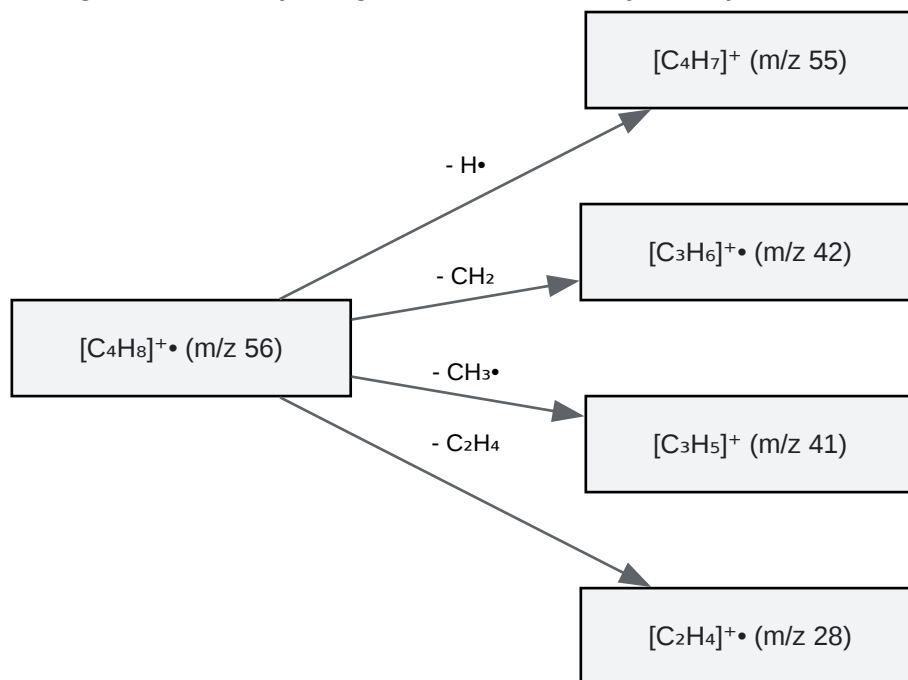 [C₄H₇]⁺ (m/z 55)
- H•
[C₃H₆]⁺• (m/z 42)
- CH₂
[C₄H₈]⁺• (m/z 56)
- CH₃•
[C₃H₅]⁺ (m/z 41)
- C₂H₄
[C₂H₄]⁺• (m/z 28)